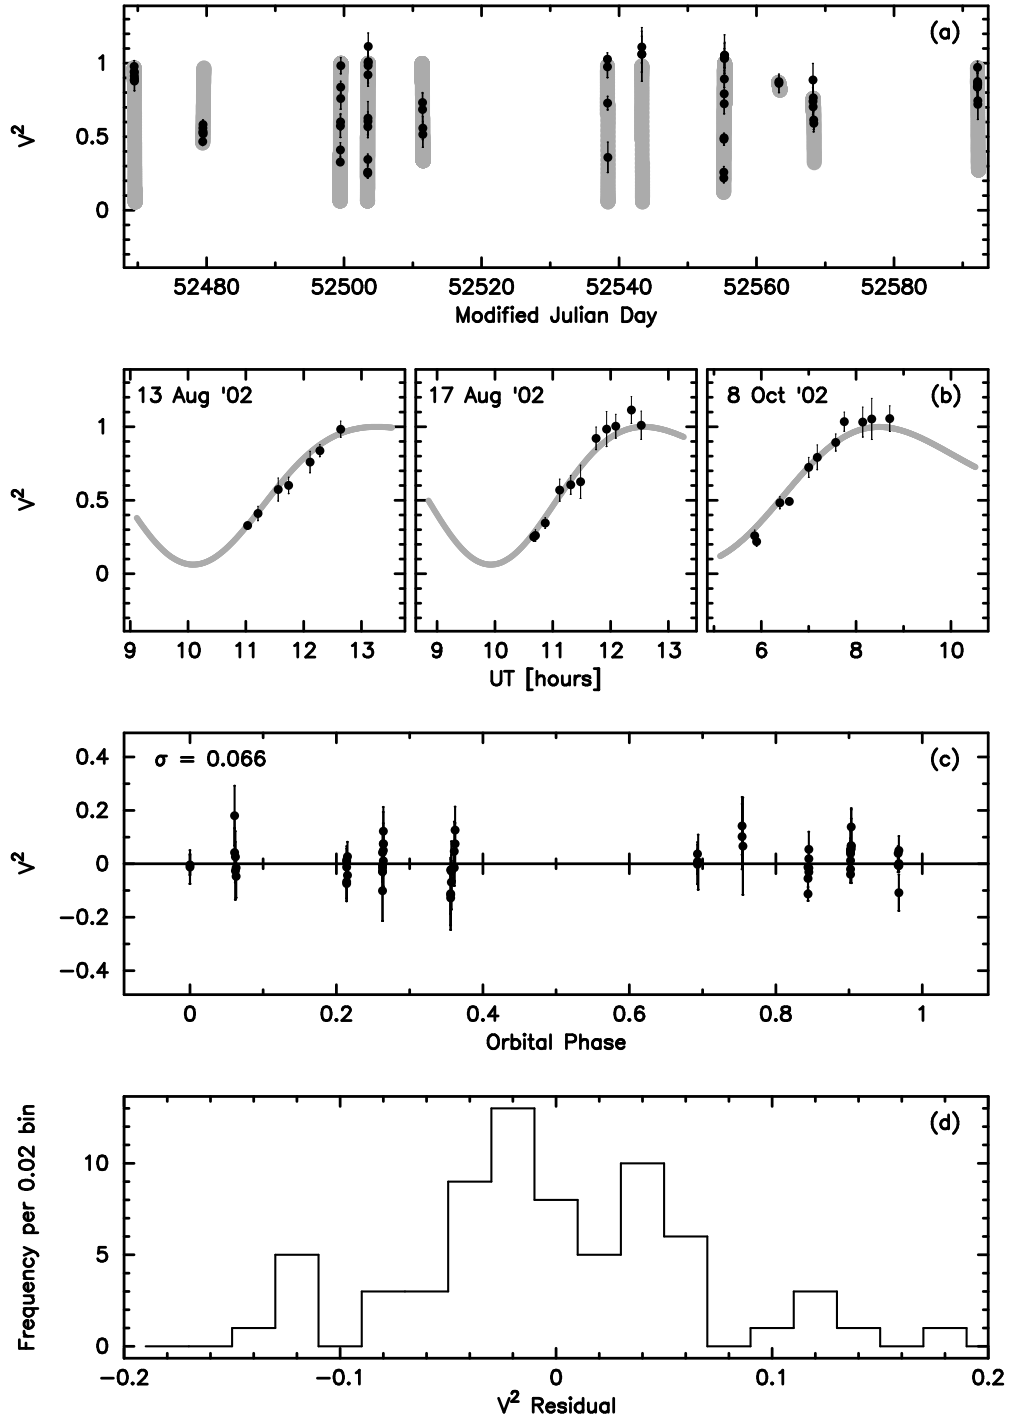 (a)
1
0.5
0
V²
52480 52500 52520 52540 52560 52580
Modified Julian Day
13 Aug '02 17 Aug '02 8 Oct '02 (b)
1
0.5
0
V²
9 10 11 12 13 9 10 11 12 13 6 8 10
UT [hours]
σ = 0.066 (c)
0.4
0.2
0
−0.2
−0.4
V²
0 0.2 0.4 0.6 0.8 1
Orbital Phase
(d)
10
5
0
Frequency per 0.02 bin
−0.2 −0.1 0 0.1 0.2
V² Residual